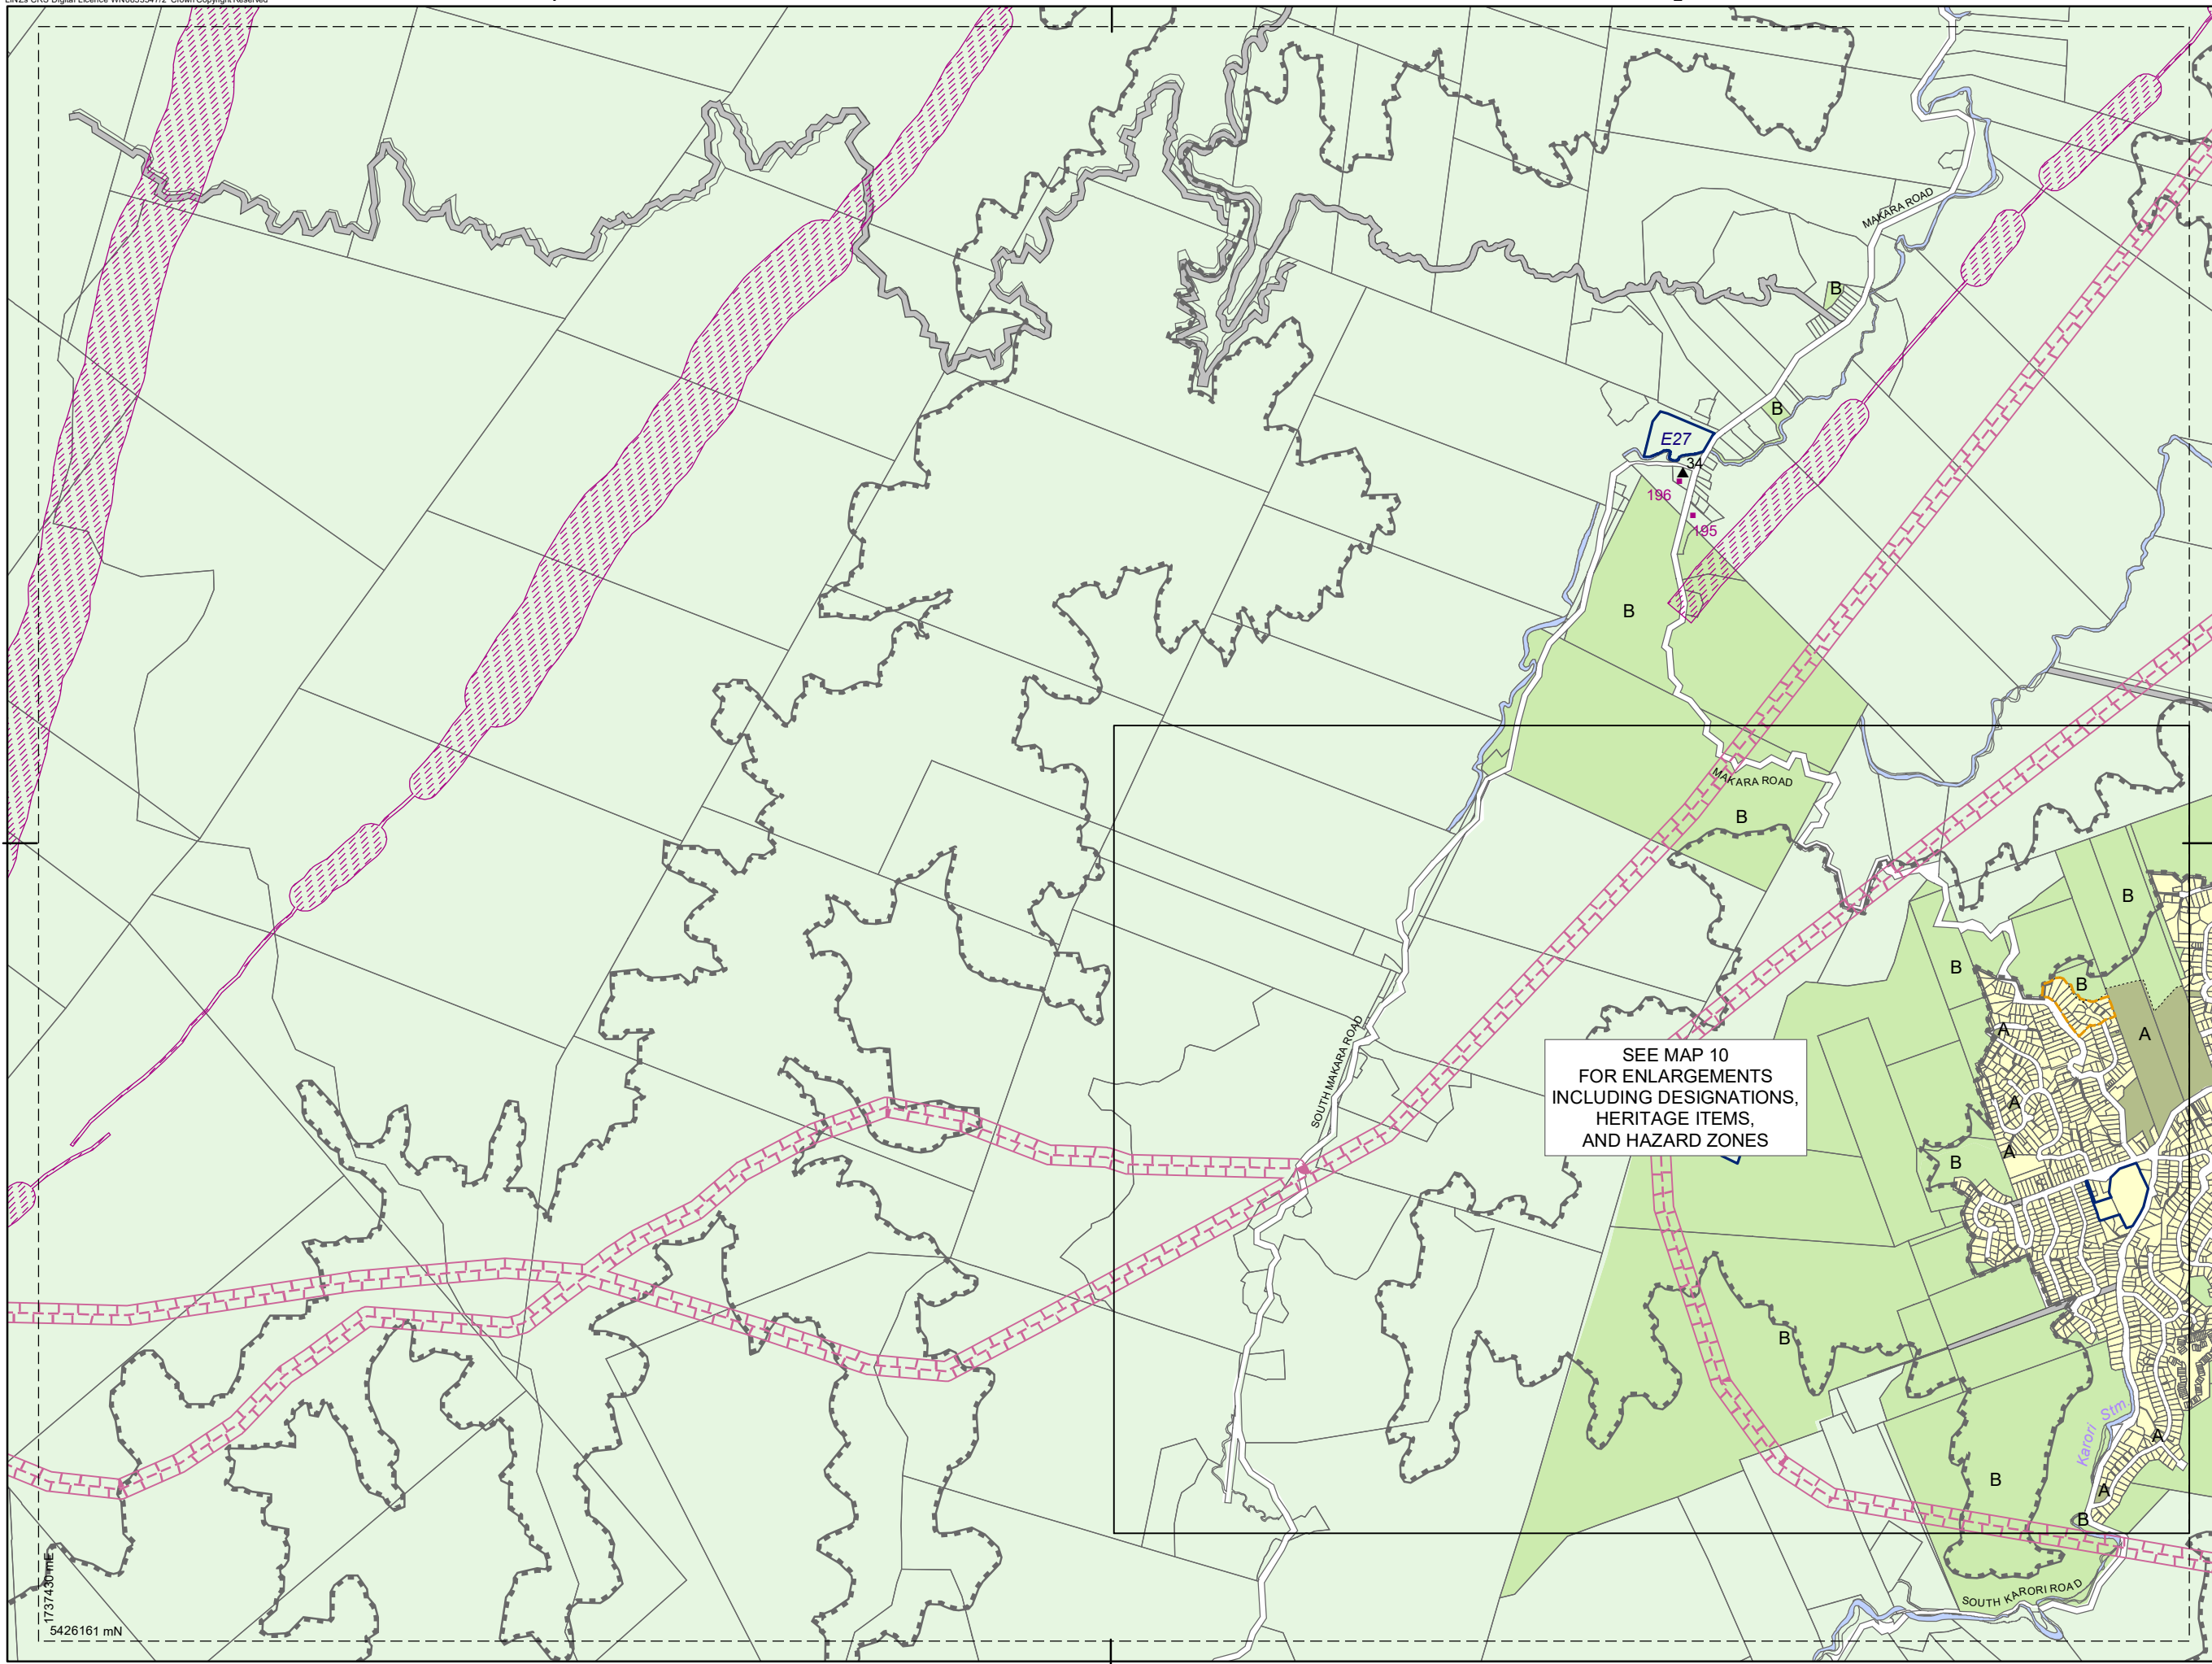 MAKARA ROAD
B
B
E27
34
196
195
B
MAKARA ROAD
B
B
B
B
A
A
SOUTH MAKARA ROAD
SEE MAP 10
FOR ENLARGEMENTS
INCLUDING DESIGNATIONS,
HERITAGE ITEMS,
AND HAZARD ZONES
A
A
B
B
Karori Stm
A
B
A
B
SOUTH KARORI ROAD
1737430 mE
5426161 mN